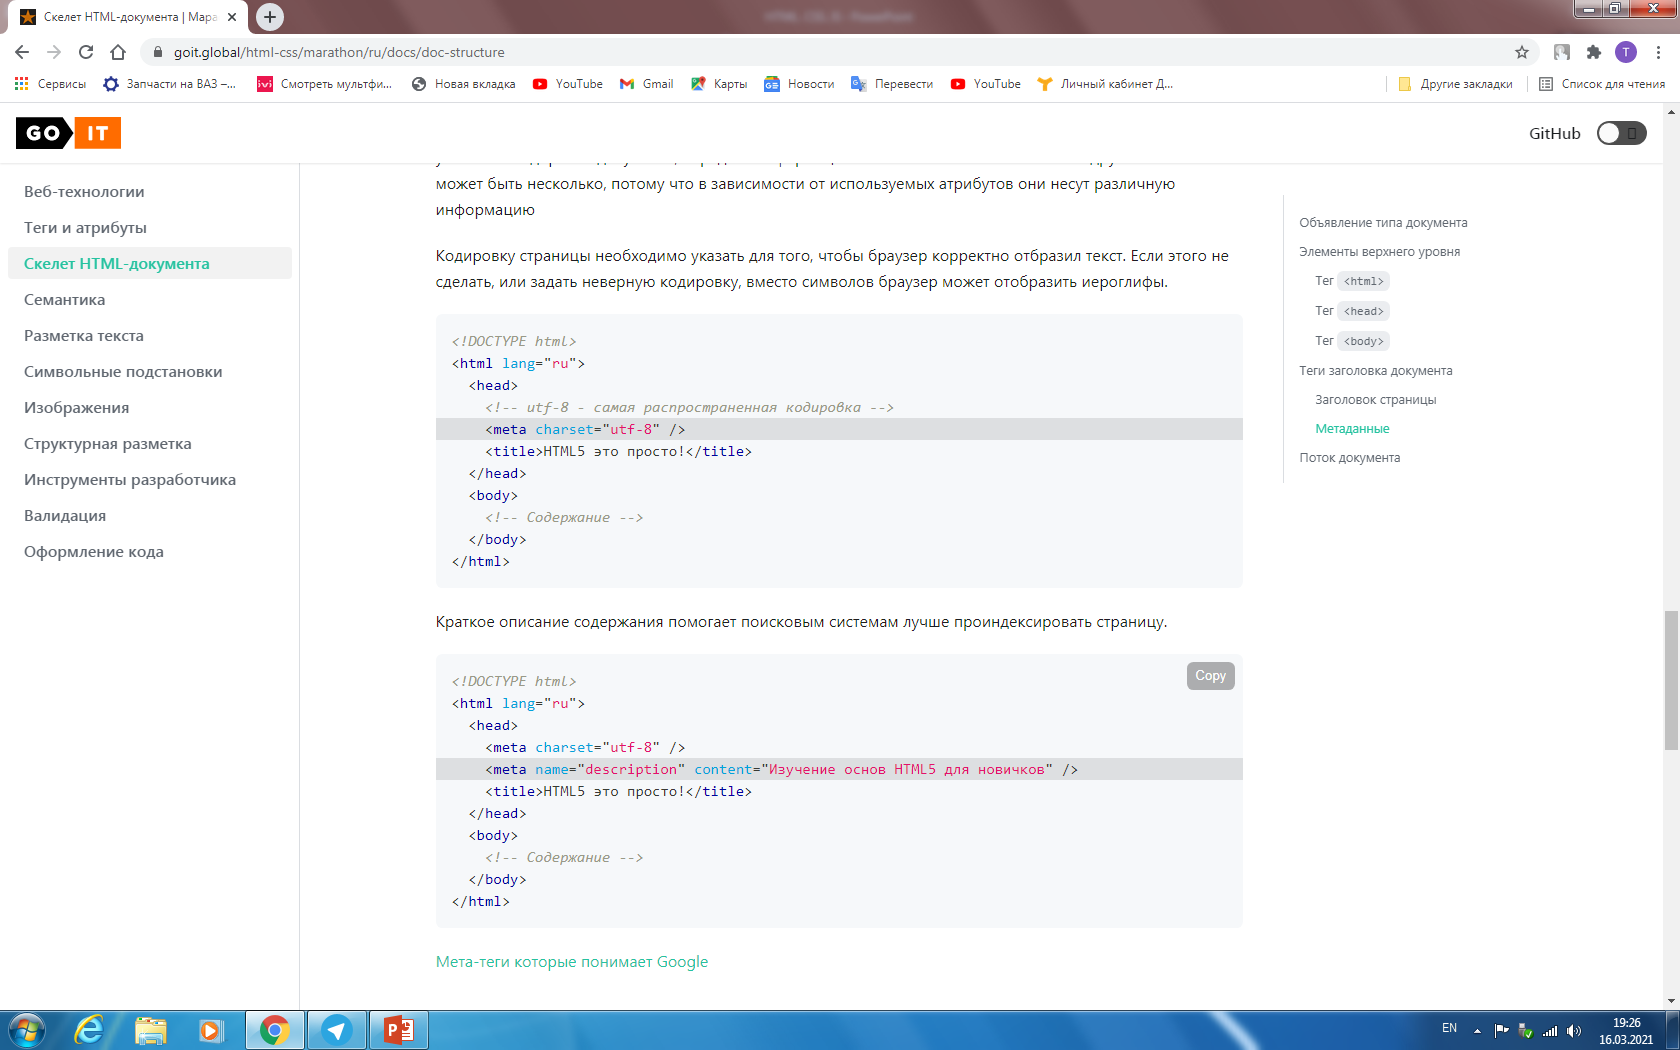 Скелет HTML-документа | Мара
goit.global/html-css/marathon/ru/docs/doc-structure
T
Сервисы
Запчасти на ВАЗ –...
ivi
Смотреть мультфи...
Новая вкладка
YouTube
Gmail
Карты
Новости
Перевести
YouTube
Личный кабинет Д...
Другие закладки
Список для чтения
GO IT
GitHub
Веб-технологии
Теги и атрибуты
Скелет HTML-документа
Семантика
Разметка текста
Символьные подстановки
Изображения
Структурная разметка
Инструменты разработчика
Валидация
Оформление кода
может быть несколько, потому что в зависимости от используемых атрибутов они несут различную
информацию
Кодировку страницы необходимо указать для того, чтобы браузер корректно отбразил текст. Если этого не
сделать, или задать неверную кодировку, вместо символов браузер может отобразить иероглифы.
<!DOCTYPE html>
<html lang="ru">
<head>
<!-- utf-8 - самая распространенная кодировка -->
<meta charset="utf-8" />
<title>HTML5 это просто!</title>
</head>
<body>
<!-- Содержание -->
</body>
</html>
Краткое описание содержания помогает поисковым системам лучше проиндексировать страницу.
Copy
<!DOCTYPE html>
<html lang="ru">
<head>
<meta charset="utf-8" />
<meta name="description" content="Изучение основ HTML5 для новичков" />
<title>HTML5 это просто!</title>
</head>
<body>
<!-- Содержание -->
</body>
</html>
Мета-теги которые понимает Google
Объявление типа документа
Элементы верхнего уровня
Тег <html>
Тег <head>
Тег <body>
Теги заголовка документа
Заголовок страницы
Метаданные
Поток документа
EN
19:26
16.03.2021